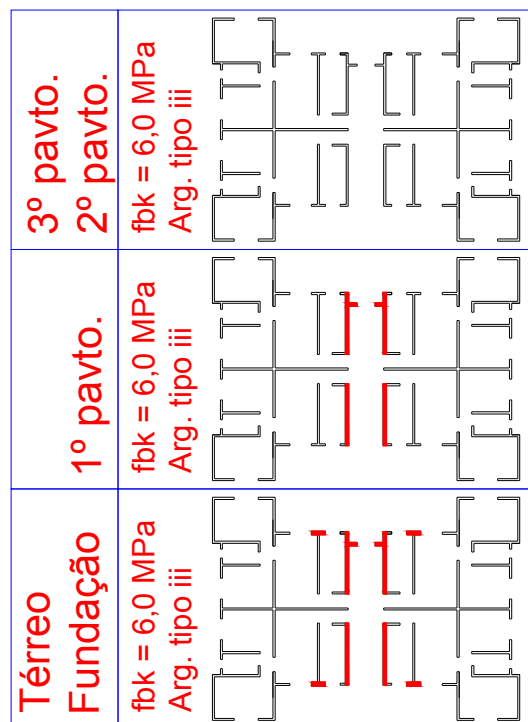 3º pavto.
2º pavto.
fbk = 6,0 MPa
Arg. tipo iii
1º pavto.
fbk = 6,0 MPa
Arg. tipo iii
Térreo
Fundação
fbk = 6,0 MPa
Arg. tipo iii